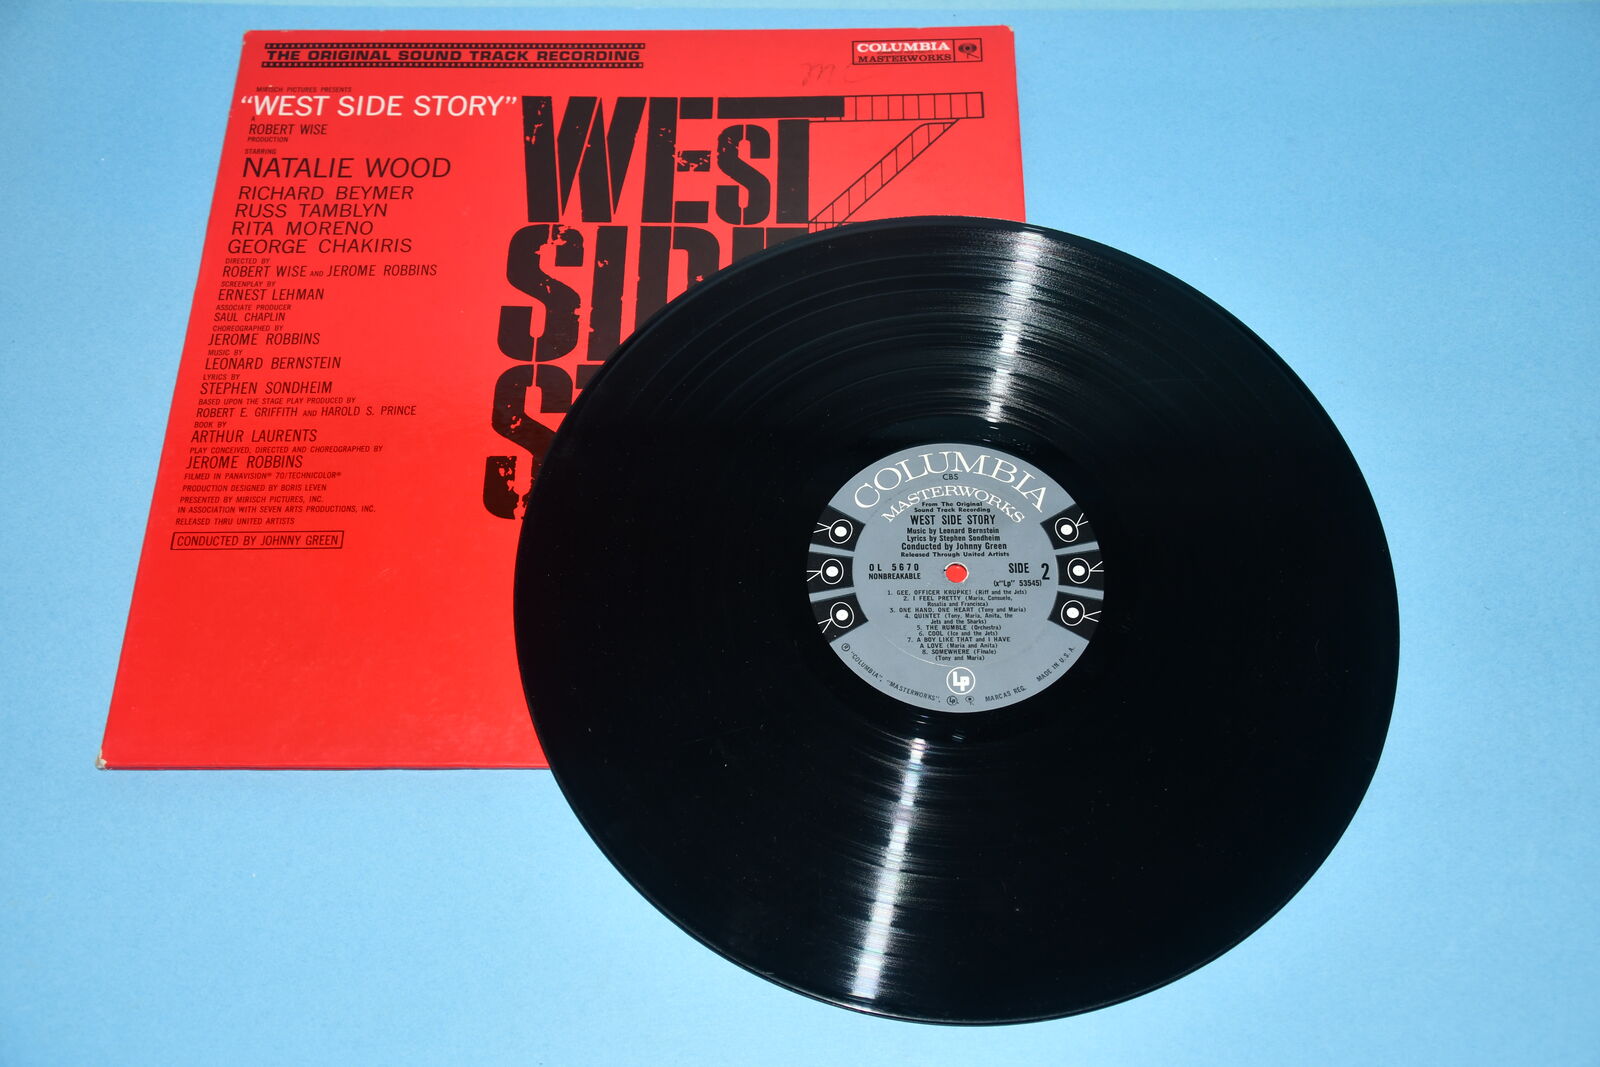 THE ORIGINAL SOUND TRACK RECORDING
COLUMBIA
MASTERWORKS
MIRISCH PICTURES PRESENTS
"WEST SIDE STORY"
A
ROBERT WISE
PRODUCTION
STARRING
NATALIE WOOD
RICHARD BEYMER
RUSS TAMBLYN
RITA MORENO
GEORGE CHAKIRIS
DIRECTED BY
ROBERT WISE AND JEROME ROBBINS
SCREENPLAY BY
ERNEST LEHMAN
ASSOCIATE PRODUCER
SAUL CHAPLIN
CHOREOGRAPHED BY
JEROME ROBBINS
MUSIC BY
LEONARD BERNSTEIN
LYRICS BY
STEPHEN SONDHEIM
BASED UPON THE STAGE PLAY PRODUCED BY
ROBERT E. GRIFFITH AND HAROLD S. PRINCE
BOOK BY
ARTHUR LAURENTS
PLAY CONCEIVED, DIRECTED AND CHOREOGRAPHED BY
JEROME ROBBINS
FILMED IN PANAVISION® 70/TECHNICOLOR®
PRODUCTION DESIGNED BY BORIS LEVEN
PRESENTED BY MIRISCH PICTURES, INC.
IN ASSOCIATION WITH SEVEN ARTS PRODUCTIONS, INC.
RELEASED THRU UNITED ARTISTS
CONDUCTED BY JOHNNY GREEN
WEST
SID
S
COLUMBIA
CBS
MASTERWORKS
From The Original
Sound Track Recording
WEST SIDE STORY
Music by Leonard Bernstein
Lyrics by Stephen Sondheim
Conducted by Johnny Green
Released Through United Artists
OL 5670
NONBREAKABLE
SIDE 2
(x"Lp" 53545)
1. GEE, OFFICER KRUPKE! (Riff and the Jets)
2. I FEEL PRETTY (Maria, Consuelo,
Rosalia and Francisca)
3. ONE HAND, ONE HEART (Tony and Maria)
4. QUINTET (Tony, Maria, Anita, the
Jets and the Sharks)
5. THE RUMBLE (Orchestra)
6. COOL (Ice and the Jets)
7. A BOY LIKE THAT and I HAVE
A LOVE (Maria and Anita)
8. SOMEWHERE (Finale)
(Tony and Maria)
Lp
℗ "COLUMBIA", "MASTERWORKS", Lp MARCAS REG. MADE IN U.S.A.